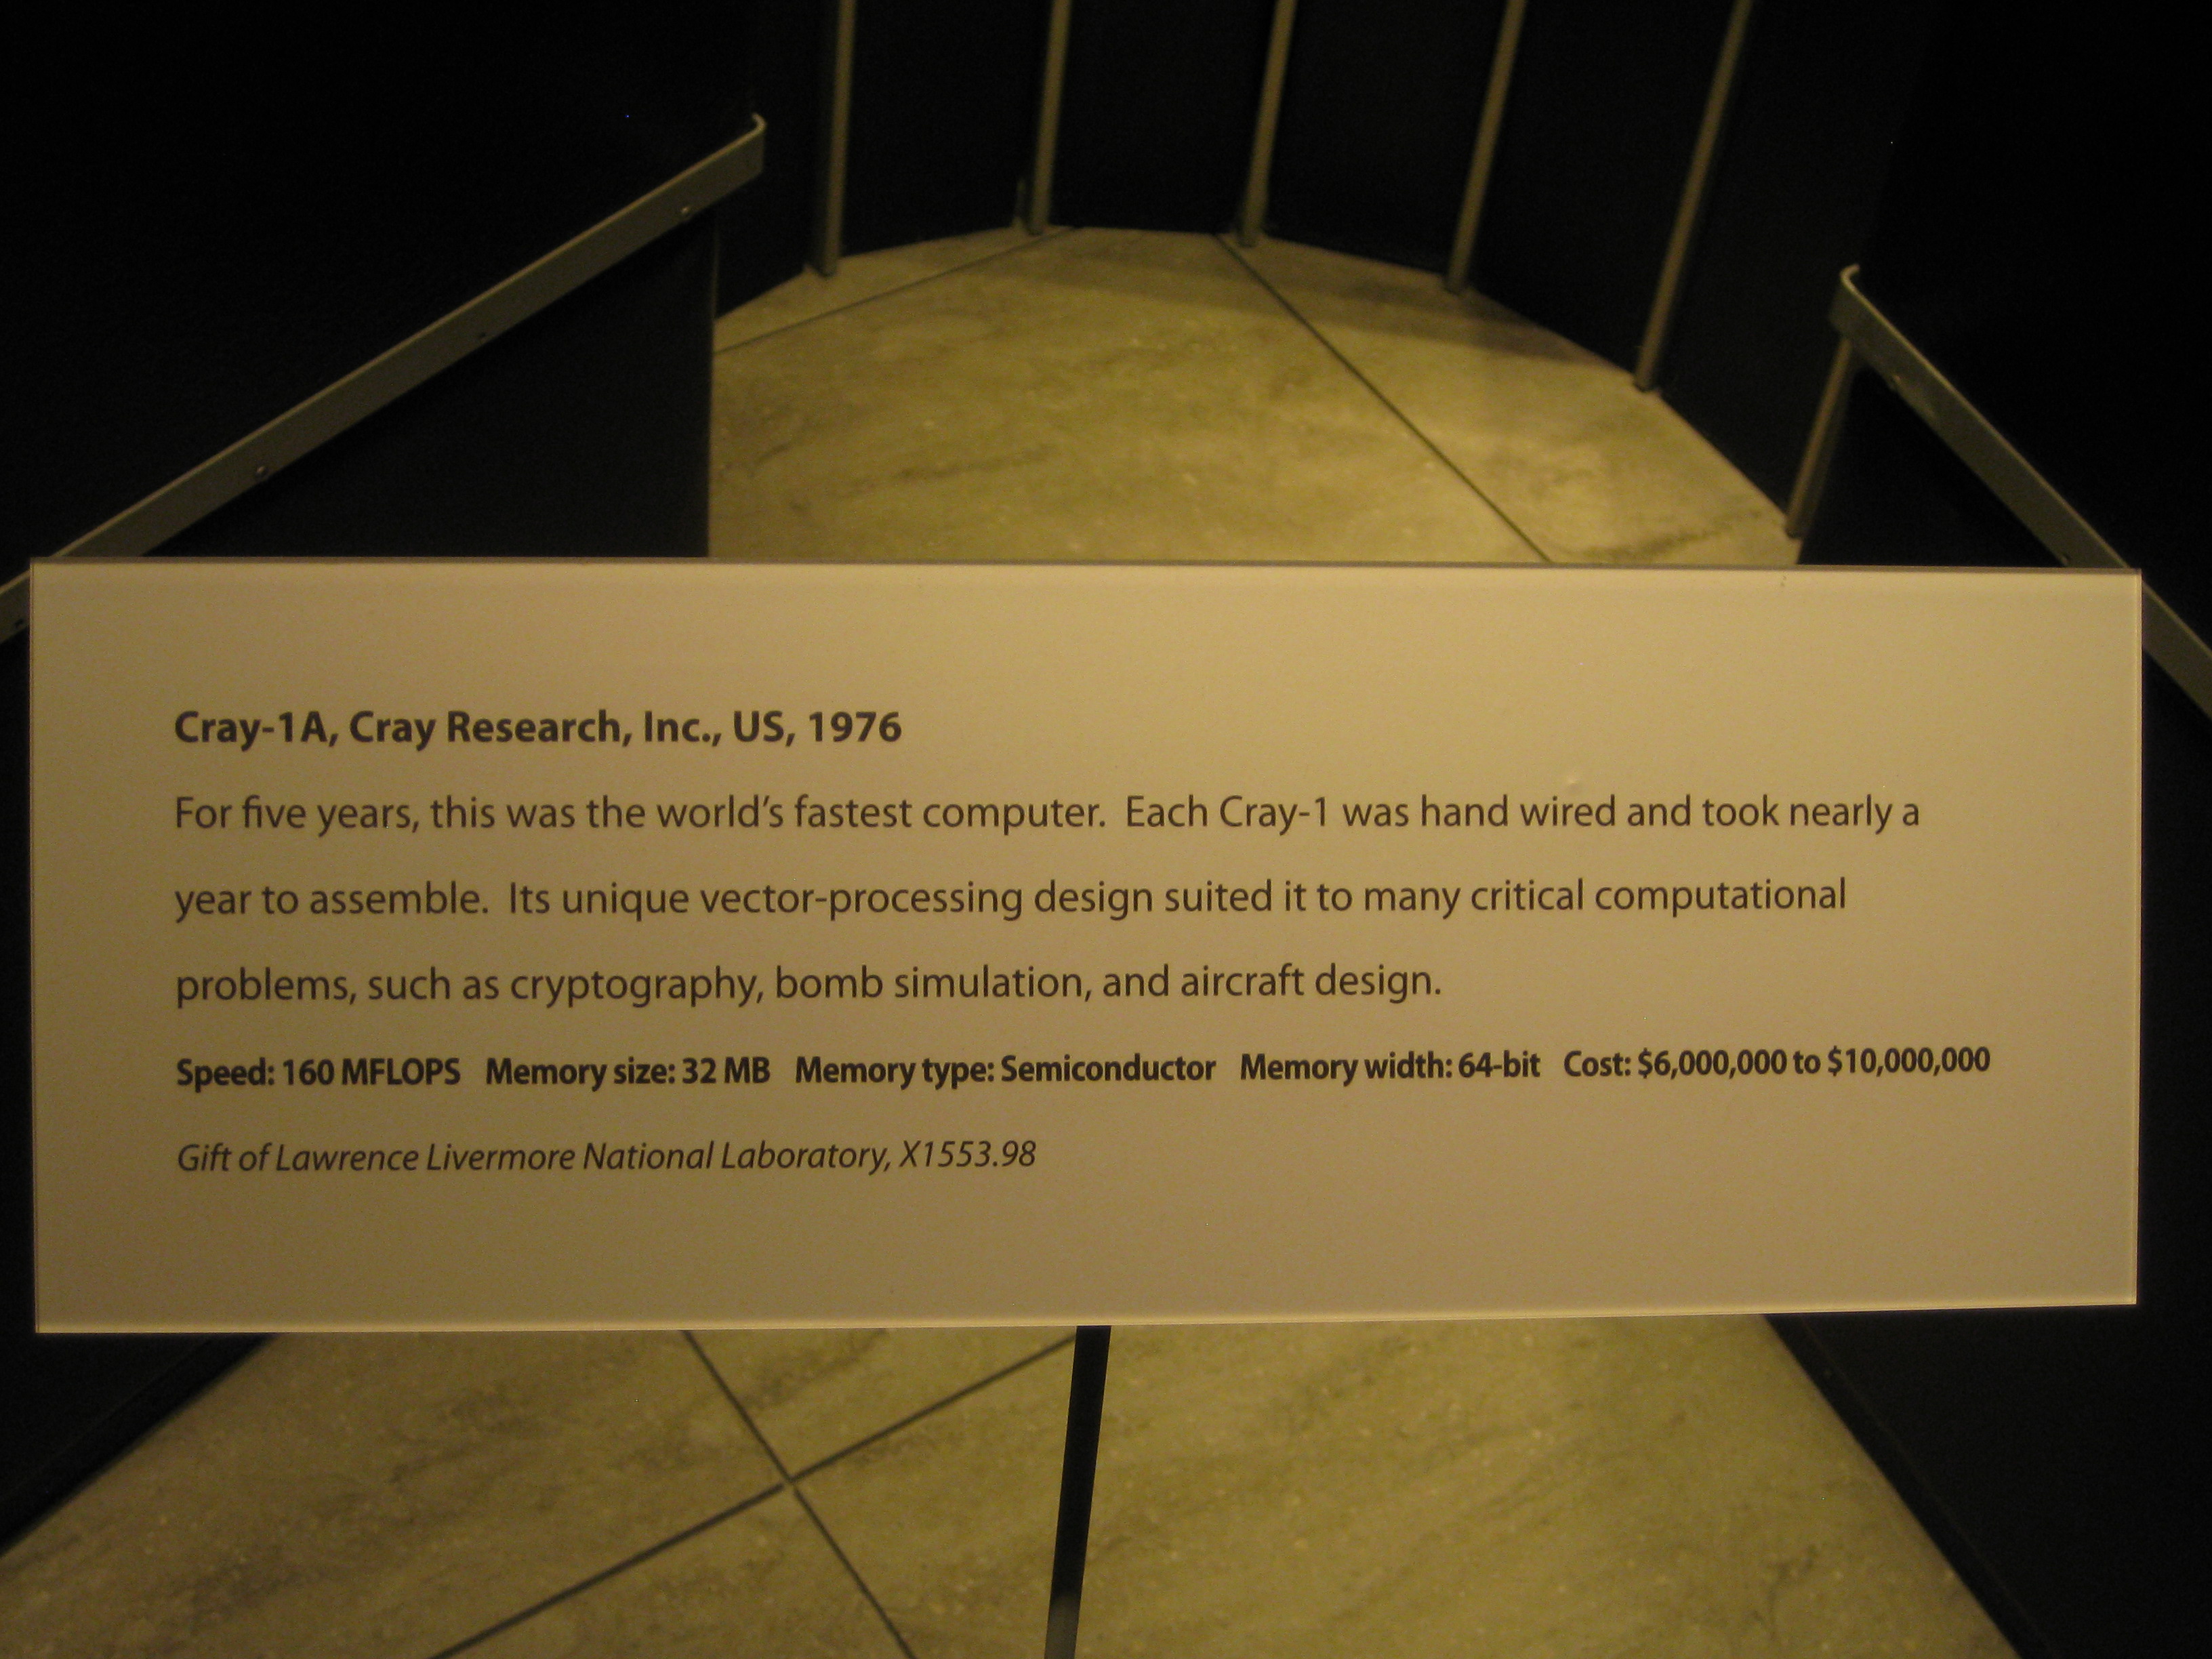 Cray-1A, Cray Research, Inc., US, 1976
For five years, this was the world's fastest computer.  Each Cray-1 was hand wired and took nearly a
year to assemble.  Its unique vector-processing design suited it to many critical computational
problems, such as cryptography, bomb simulation, and aircraft design.
Speed: 160 MFLOPS   Memory size: 32 MB   Memory type: Semiconductor   Memory width: 64-bit   Cost: $6,000,000 to $10,000,000
Gift of Lawrence Livermore National Laboratory, X1553.98